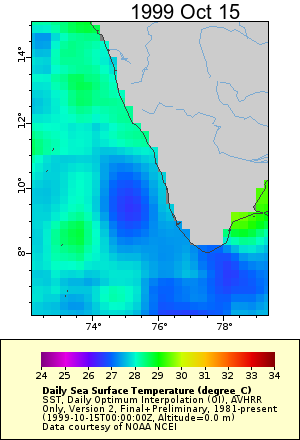 1999 Oct 15
14°
12°
10°
8°
74° 76° 78°
24 25 26 27 28 29 30 31 32 33 34
Daily Sea Surface Temperature (degree_C)
SST, Daily Optimum Interpolation (OI), AVHRR
Only, Version 2, Final+Preliminary, 1981-present
(1999-10-15T00:00:00Z, Altitude=0.0 m)
Data courtesy of NOAA NCEI